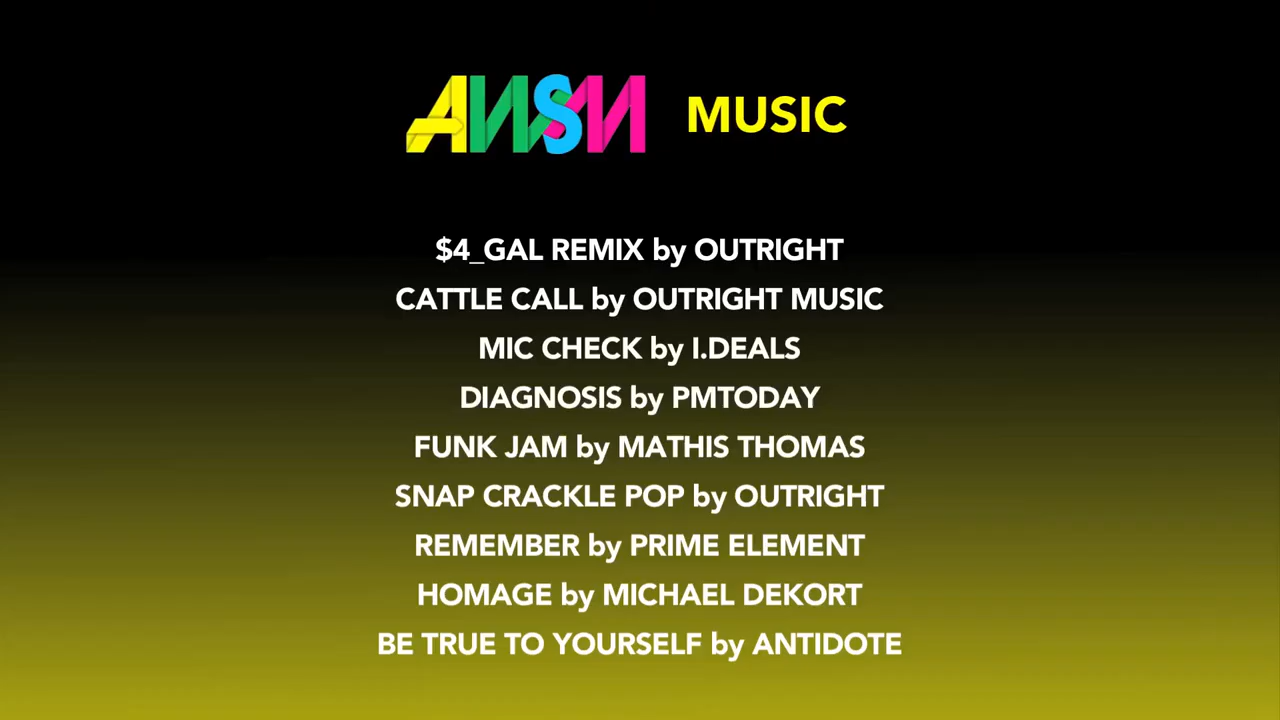 AWSM MUSIC
$4_GAL REMIX by OUTRIGHT
CATTLE CALL by OUTRIGHT MUSIC
MIC CHECK by I.DEALS
DIAGNOSIS by PMTODAY
FUNK JAM by MATHIS THOMAS
SNAP CRACKLE POP by OUTRIGHT
REMEMBER by PRIME ELEMENT
HOMAGE by MICHAEL DEKORT
BE TRUE TO YOURSELF by ANTIDOTE